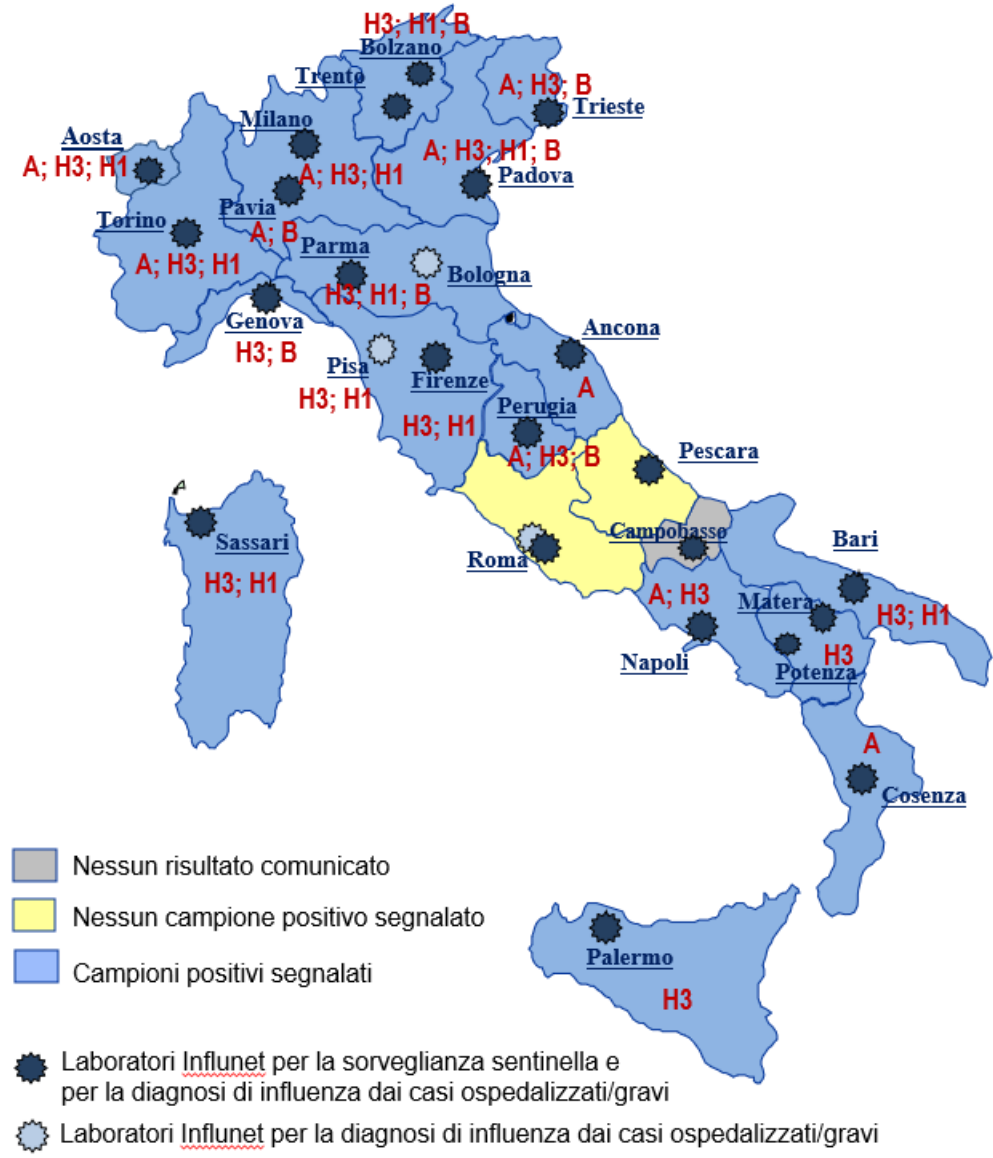 H3; H1; B
Bolzano
Trento
A; H3; B
Trieste
Milano
Aosta
A; H3; H1
A; H3; H1; B
Padova
A; H3; H1
Pavia
A; B
Torino
A; H3; H1
Parma
Bologna
H3; H1; B
Genova
H3; B
Ancona
Pisa
Firenze
H3; H1
H3; H1
A
Perugia
A; H3; B
Pescara
Campobasso
Roma
Bari
Sassari
H3; H1
A; H3
Matera
H3; H1
Napoli
H3
Potenza
A
Cosenza
Nessun risultato comunicato
Nessun campione positivo segnalato
Campioni positivi segnalati
Palermo
H3
Laboratori Influnet per la sorveglianza sentinella e
per la diagnosi di influenza dai casi ospedalizzati/gravi
Laboratori Influnet per la diagnosi di influenza dai casi ospedalizzati/gravi